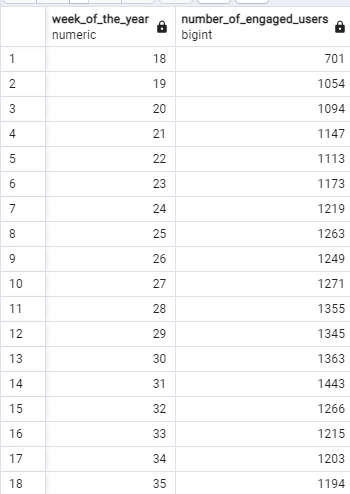 week_of_the_year number_of_engaged_users
numeric bigint
1 18 701
2 19 1054
3 20 1094
4 21 1147
5 22 1113
6 23 1173
7 24 1219
8 25 1263
9 26 1249
10 27 1271
11 28 1355
12 29 1345
13 30 1363
14 31 1443
15 32 1266
16 33 1215
17 34 1203
18 35 1194